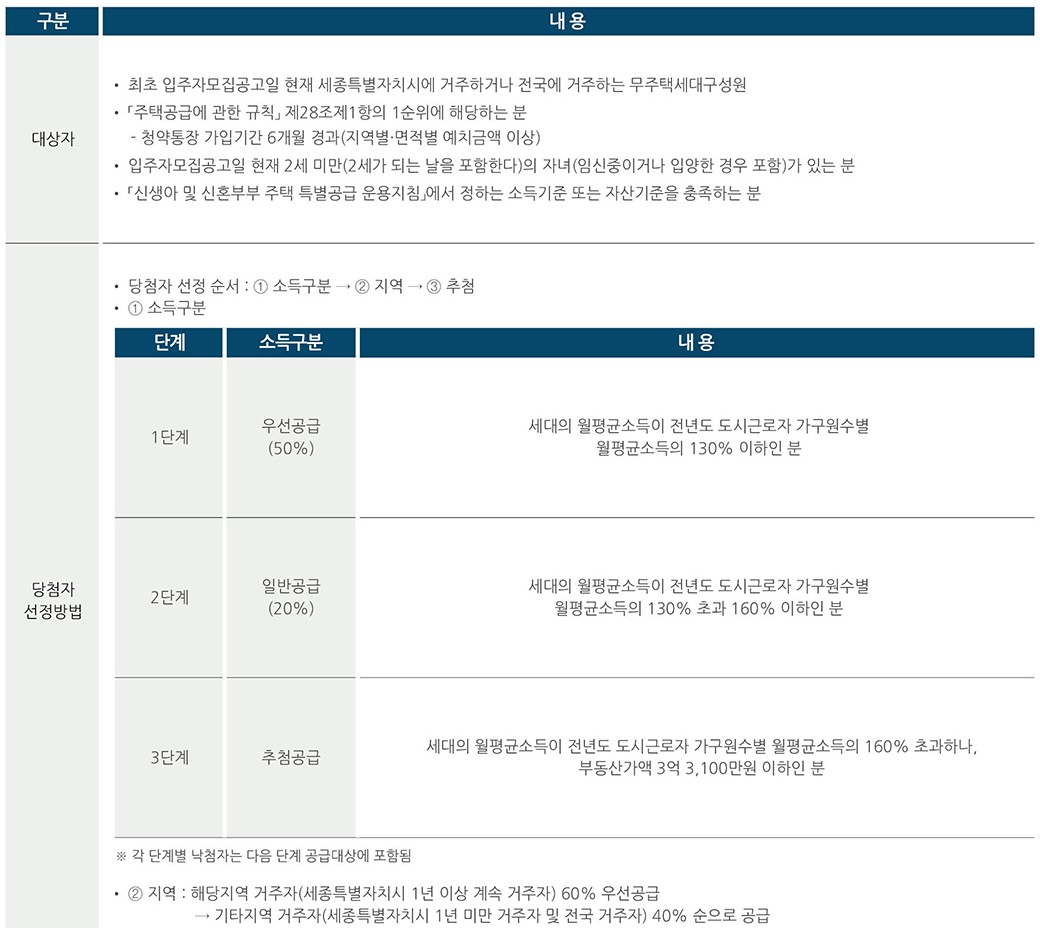 구분 내 용
대상자
• 최초 입주자모집공고일 현재 세종특별자치시에 거주하거나 전국에 거주하는 무주택세대구성원
• 「주택공급에 관한 규칙」 제28조제1항의 1순위에 해당하는 분
- 청약통장 가입기간 6개월 경과(지역별·면적별 예치금액 이상)
• 입주자모집공고일 현재 2세 미만(2세가 되는 날을 포함한다)의 자녀(임신중이거나 입양한 경우 포함)가 있는 분
• 「신생아 및 신혼부부 주택 특별공급 운용지침」에서 정하는 소득기준 또는 자산기준을 충족하는 분
당첨자
선정방법
• 당첨자 선정 순서 : ① 소득구분 → ② 지역 → ③ 추첨
• ① 소득구분
단계 소득구분 내 용
1단계
우선공급
(50%)
세대의 월평균소득이 전년도 도시근로자 가구원수별
월평균소득의 130% 이하인 분
2단계
일반공급
(20%)
세대의 월평균소득이 전년도 도시근로자 가구원수별
월평균소득의 130% 초과 160% 이하인 분
3단계
추첨공급
세대의 월평균소득이 전년도 도시근로자 가구원수별 월평균소득의 160% 초과하나,
부동산가액 3억 3,100만원 이하인 분
※ 각 단계별 낙첨자는 다음 단계 공급대상에 포함됨
• ② 지역 : 해당지역 거주자(세종특별자치시 1년 이상 계속 거주자) 60% 우선공급
→ 기타지역 거주자(세종특별자치시 1년 미만 거주자 및 전국 거주자) 40% 순으로 공급